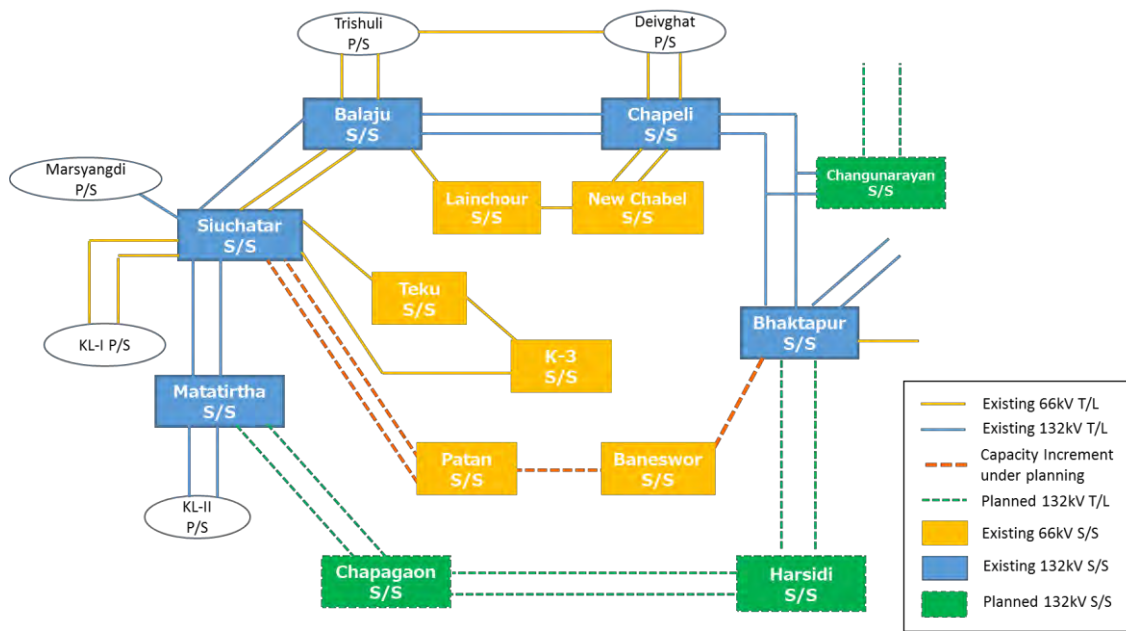 Trishuli
P/S
Deivghat
P/S
Balaju
S/S
Chapeli
S/S
Marsyangdi
P/S
Changunarayan
S/S
Lainchour
S/S
New Chabel
S/S
Siuchatar
S/S
Teku
S/S
Bhaktapur
S/S
KL-I P/S
K-3
S/S
Matatirtha
S/S
Patan
S/S
Baneswor
S/S
KL-II
P/S
Chapagaon
S/S
Harsidi
S/S
Existing 66kV T/L
Existing 132kV T/L
Capacity Increment
under planning
Planned 132kV T/L
Existing 66kV S/S
Existing 132kV S/S
Planned 132kV S/S